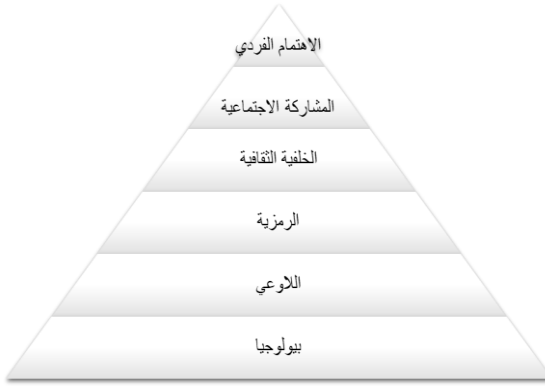 الاهتمام الفردي
المشاركة الاجتماعية
الخلفية الثقافية
الرمزية
اللاوعي
بيولوجيا